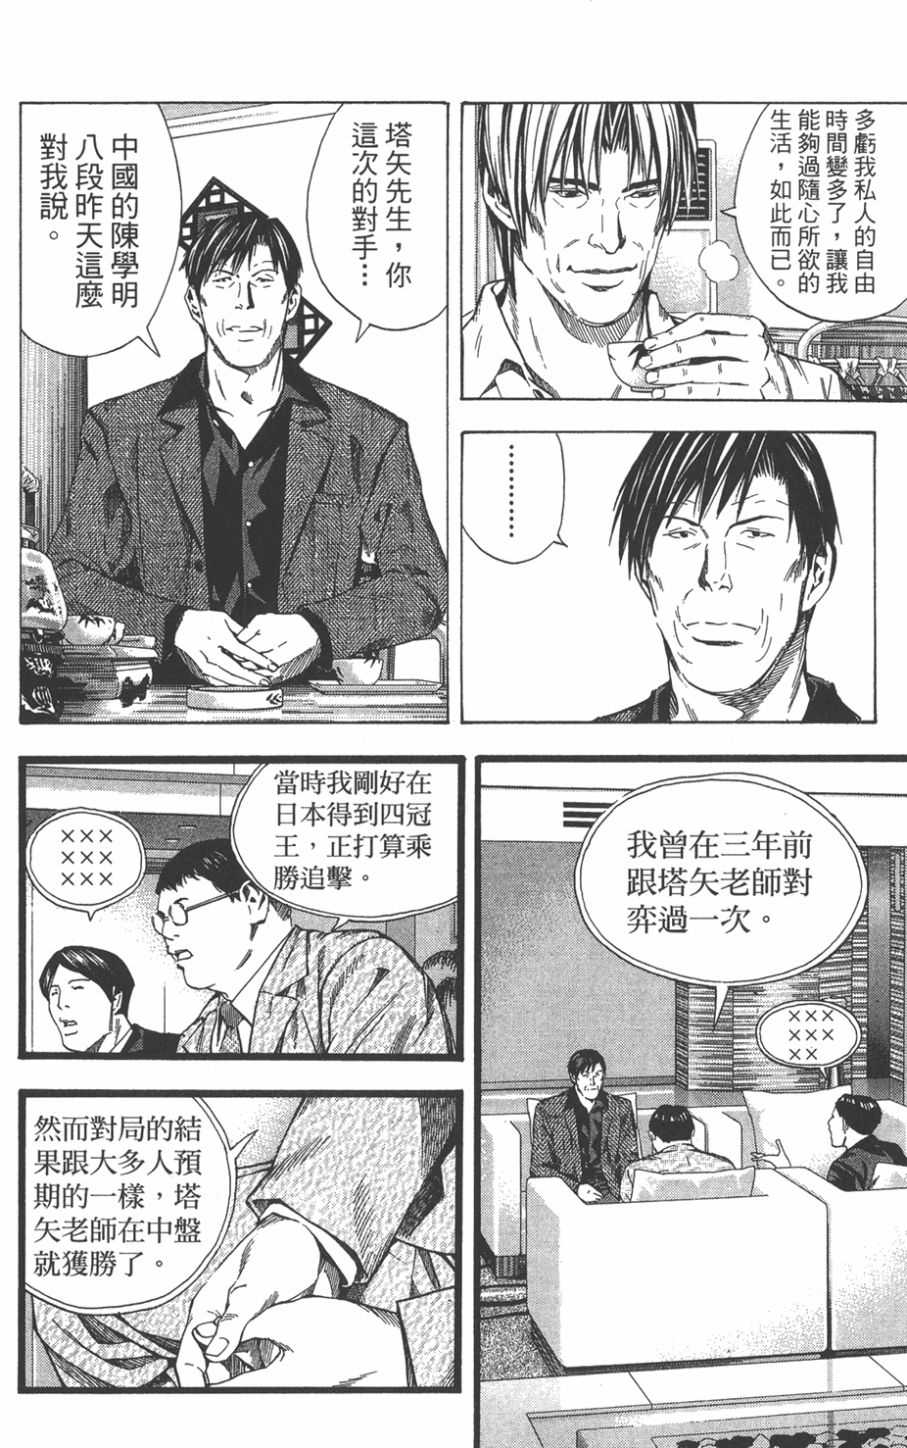 多虧我私人的自由
時間變多了，讓我
能夠過隨心所欲的
生活，如此而已。
…………
塔矢先生，你
這次的對手…
中國的陳學明
八段昨天這麼
對我說。
我曾在三年前
跟塔矢老師對
弈過一次。
×××
×××
××
當時我剛好在
日本得到四冠
王，正打算乘
勝追擊。
×××
×××
×××
然而對局的結
果跟大多人預
期的一樣，塔
矢老師在中盤
就獲勝了。